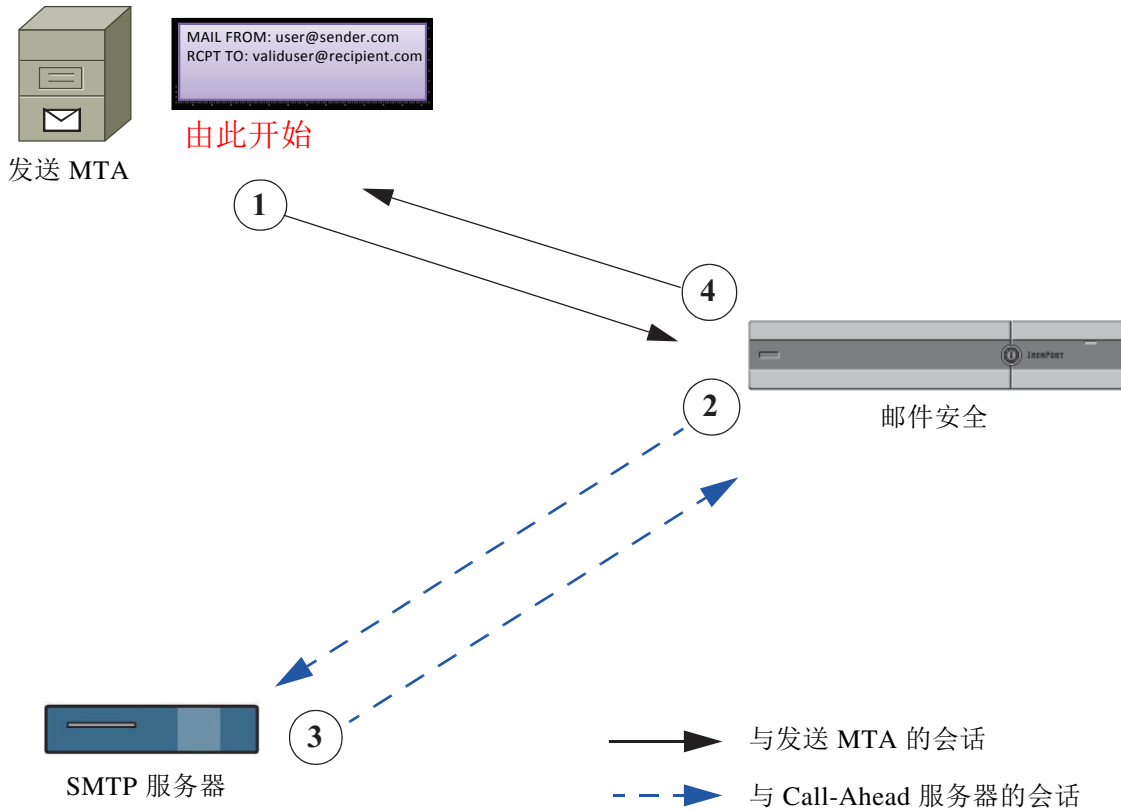 MAIL FROM: user@sender.com
RCPT TO: validuser@recipient.com
由此开始
发送 MTA
1
4
IRONPORT
邮件安全
2
3
SMTP 服务器
与发送 MTA 的会话
与 Call-Ahead 服务器的会话